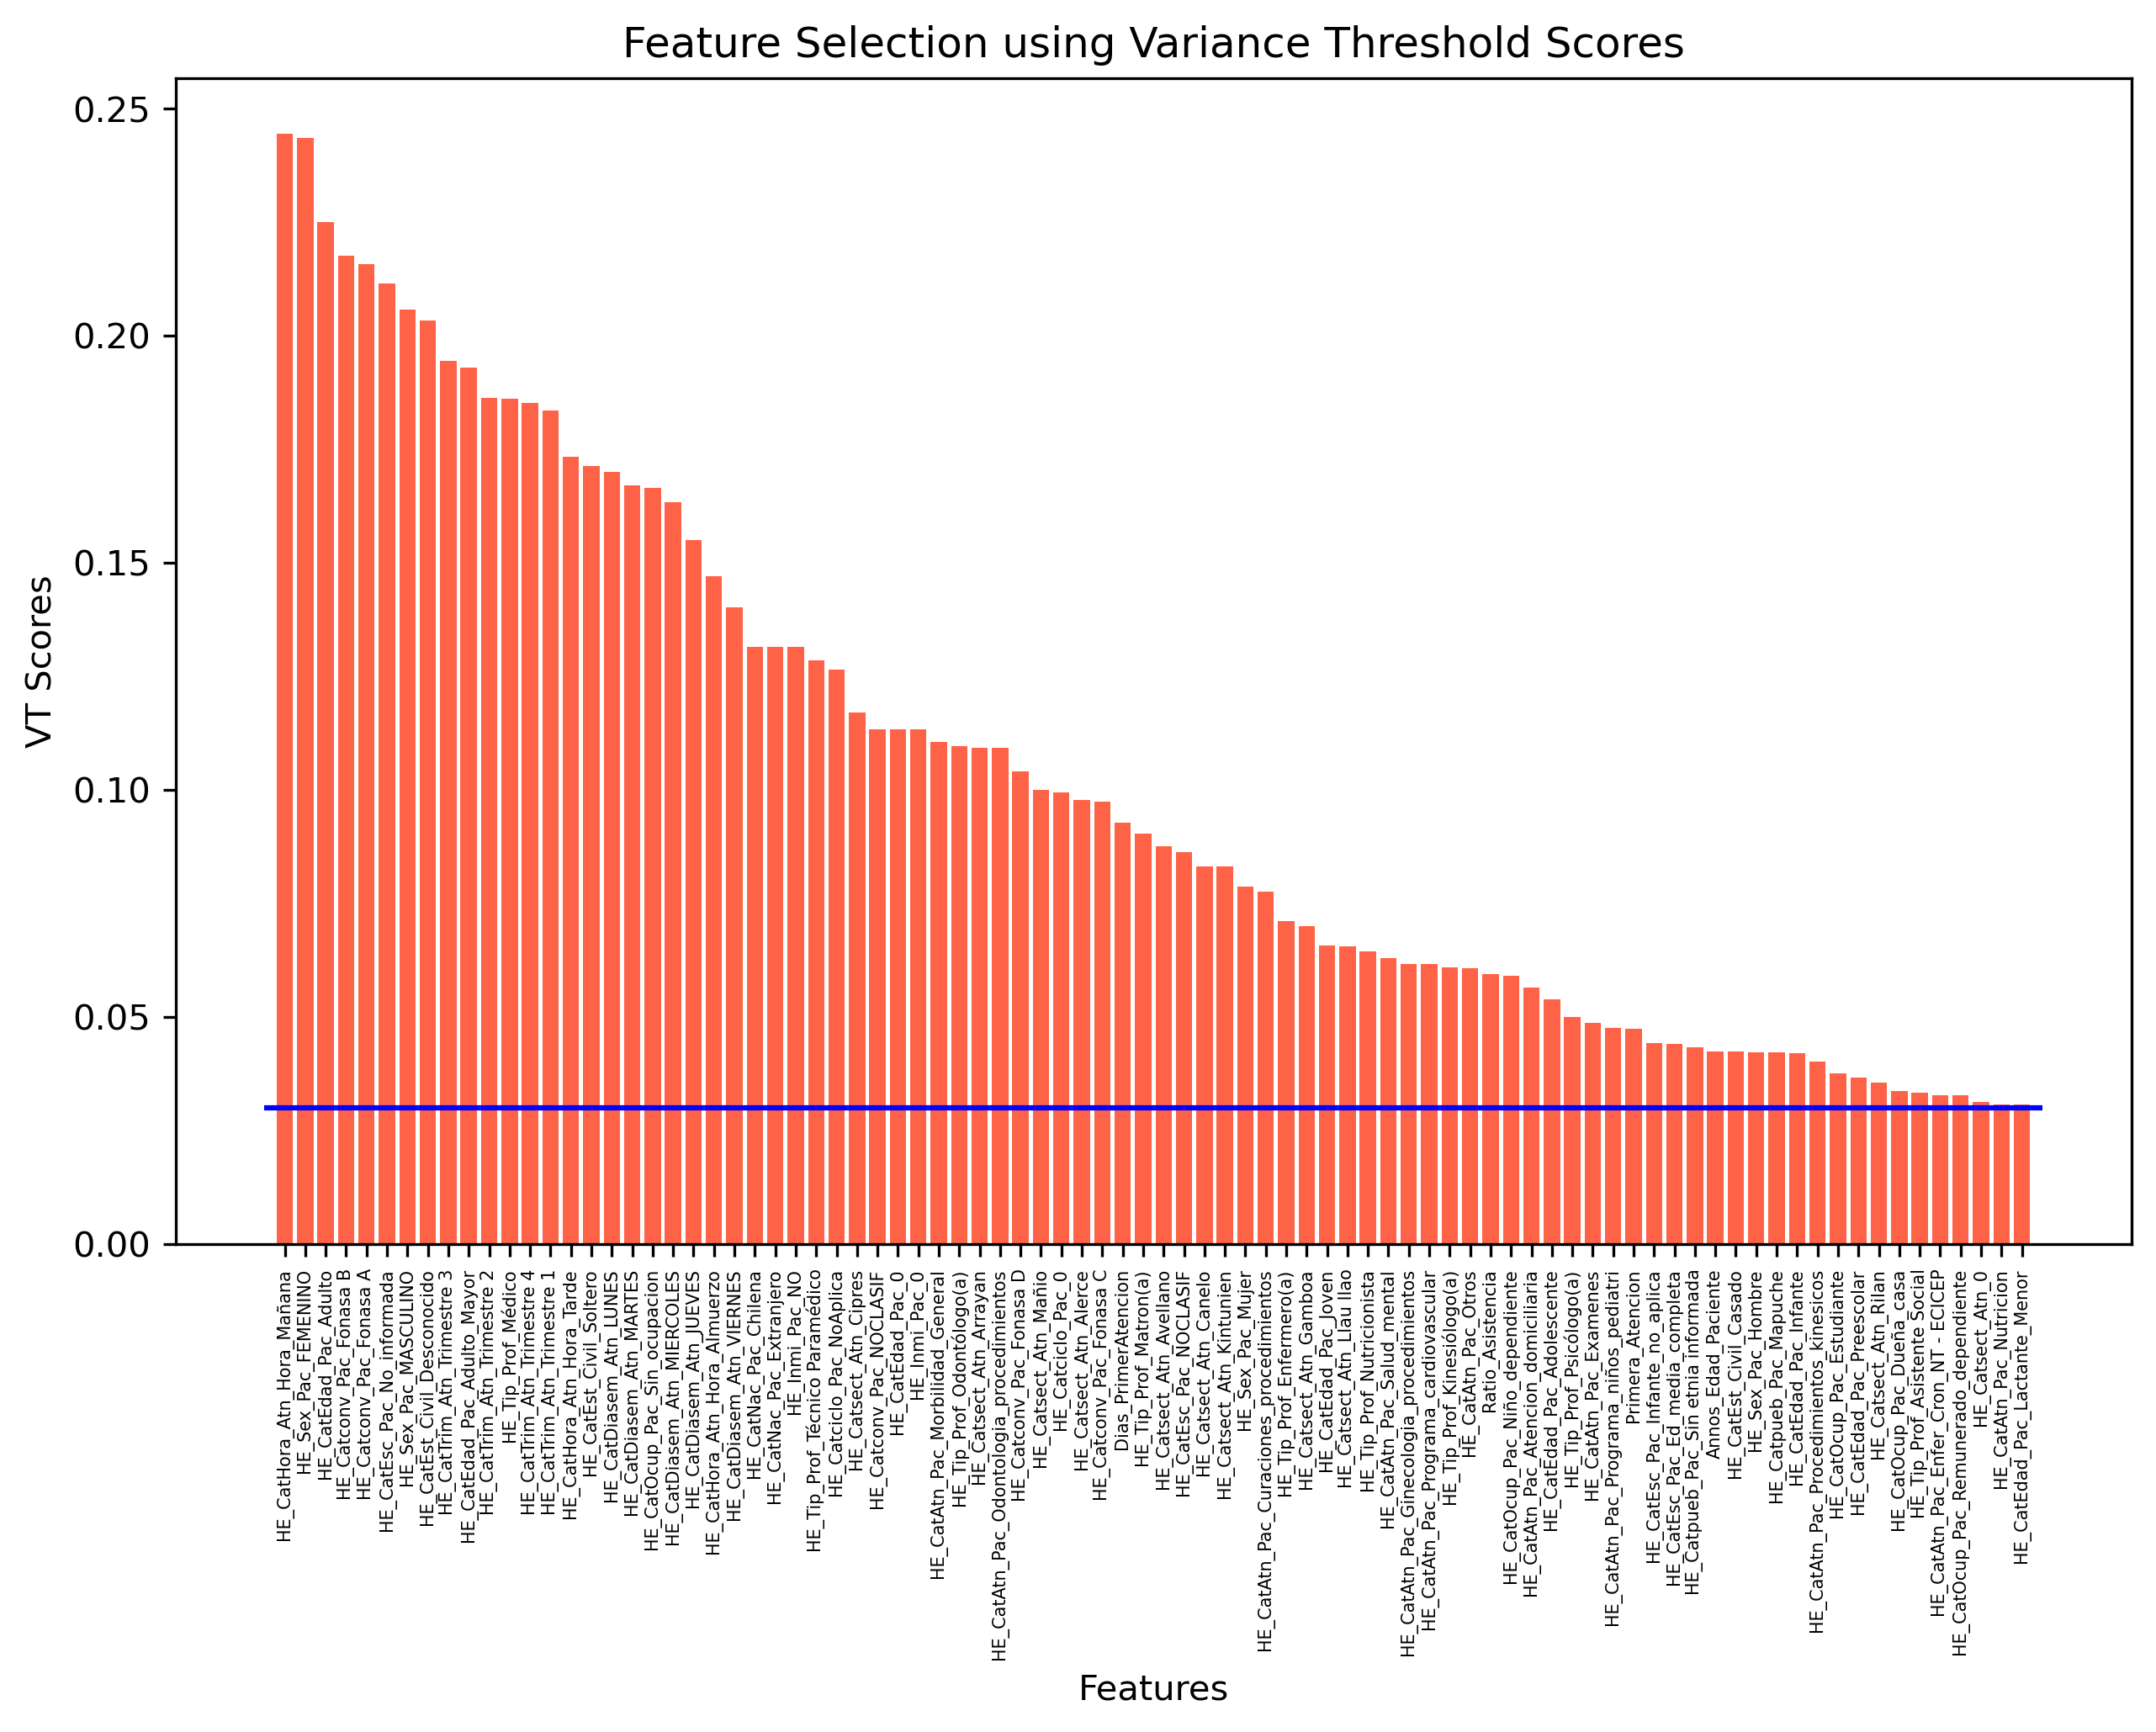 Feature Selection using Variance Threshold Scores
0.25
0.20
0.15
0.10
0.05
0.00
VT Scores
HE_CatHora_Atn_Hora_Mañana
HE_Sex_Pac_FEMENINO
HE_CatEdad_Pac_Adulto
HE_Catconv_Pac_Fonasa B
HE_Catconv_Pac_Fonasa A
HE_CatEsc_Pac_No_informada
HE_Sex_Pac_MASCULINO
HE_CatEst_Civil_Desconocido
HE_CatTrim_Atn_Trimestre 3
HE_CatEdad_Pac_Adulto_Mayor
HE_CatTrim_Atn_Trimestre 2
HE_Tip_Prof_Médico
HE_CatTrim_Atn_Trimestre 4
HE_CatTrim_Atn_Trimestre 1
HE_CatHora_Atn_Hora_Tarde
HE_CatEst_Civil_Soltero
HE_CatDiasem_Atn_LUNES
HE_CatDiasem_Atn_MARTES
HE_CatOcup_Pac_Sin_ocupacion
HE_CatDiasem_Atn_MIERCOLES
HE_CatDiasem_Atn_JUEVES
HE_CatHora_Atn_Hora_Almuerzo
HE_CatDiasem_Atn_VIERNES
HE_CatNac_Pac_Chilena
HE_CatNac_Pac_Extranjero
HE_Inmi_Pac_NO
HE_Tip_Prof_Técnico Paramédico
HE_Catciclo_Pac_NoAplica
HE_Catsect_Atn_Cipres
HE_Catconv_Pac_NOCLASIF
HE_CatEdad_Pac_0
HE_Inmi_Pac_0
HE_CatAtn_Pac_Morbilidad_General
HE_Tip_Prof_Odontólogo(a)
HE_Catsect_Atn_Arrayan
HE_CatAtn_Pac_Odontologia_procedimientos
HE_Catconv_Pac_Fonasa D
HE_Catsect_Atn_Mañio
HE_Catciclo_Pac_0
HE_Catsect_Atn_Alerce
HE_Catconv_Pac_Fonasa C
Dias_PrimerAtencion
HE_Tip_Prof_Matron(a)
HE_Catsect_Atn_Avellano
HE_CatEsc_Pac_NOCLASIF
HE_Catsect_Atn_Canelo
HE_Catsect_Atn_Kintunien
HE_Sex_Pac_Mujer
HE_CatAtn_Pac_Curaciones_procedimientos
HE_Tip_Prof_Enfermero(a)
HE_Catsect_Atn_Gamboa
HE_CatEdad_Pac_Joven
HE_Catsect_Atn_Llau llao
HE_Tip_Prof_Nutricionista
HE_CatAtn_Pac_Salud_mental
HE_CatAtn_Pac_Ginecologia_procedimientos
HE_CatAtn_Pac_Programa_cardiovascular
HE_Tip_Prof_Kinesiólogo(a)
HE_CatAtn_Pac_Otros
Ratio_Asistencia
HE_CatOcup_Pac_Niño_dependiente
HE_CatAtn_Pac_Atencion_domiciliaria
HE_CatEdad_Pac_Adolescente
HE_Tip_Prof_Psicólogo(a)
HE_CatAtn_Pac_Examenes
HE_CatAtn_Pac_Programa_niños_pediatri
Primera_Atencion
HE_CatEsc_Pac_Infante_no_aplica
HE_CatEsc_Pac_Ed_media_completa
HE_Catpueb_Pac_Sin etnia informada
Annos_Edad_Paciente
HE_CatEst_Civil_Casado
HE_Sex_Pac_Hombre
HE_Catpueb_Pac_Mapuche
HE_CatEdad_Pac_Infante
HE_CatAtn_Pac_Procedimientos_kinesicos
HE_CatOcup_Pac_Estudiante
HE_CatEdad_Pac_Preescolar
HE_Catsect_Atn_Rilan
HE_CatOcup_Pac_Dueña_casa
HE_Tip_Prof_Asistente Social
HE_CatAtn_Pac_Enfer_Cron_NT - ECICEP
HE_CatOcup_Pac_Remunerado_dependiente
HE_Catsect_Atn_0
HE_CatAtn_Pac_Nutricion
HE_CatEdad_Pac_Lactante_Menor
Features